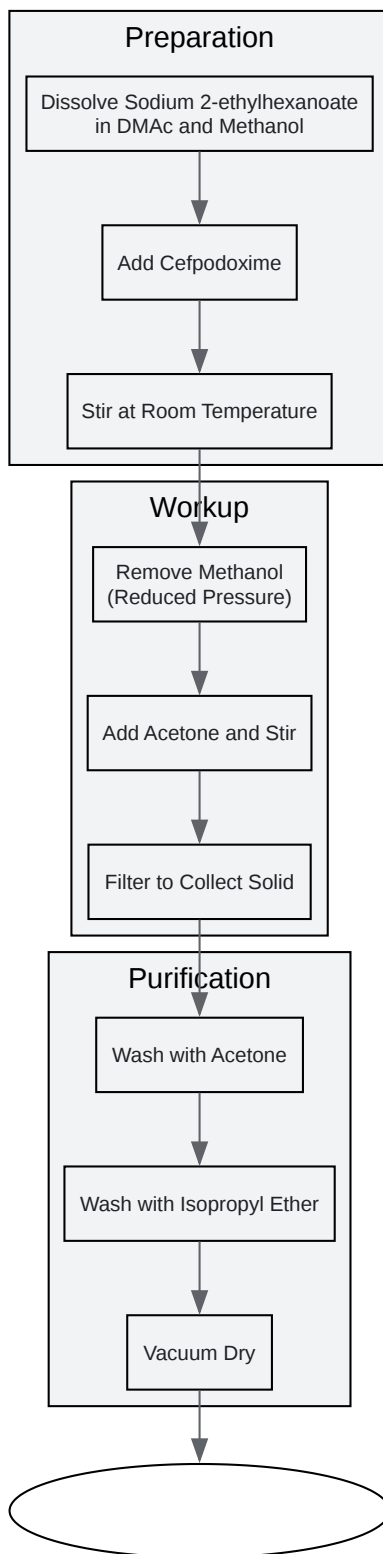 Preparation
Dissolve Sodium 2-ethylhexanoate
in DMAc and Methanol
Add Cefpodoxime
Stir at Room Temperature
Workup
Remove Methanol
(Reduced Pressure)
Add Acetone and Stir
Filter to Collect Solid
Purification
Wash with Acetone
Wash with Isopropyl Ether
Vacuum Dry